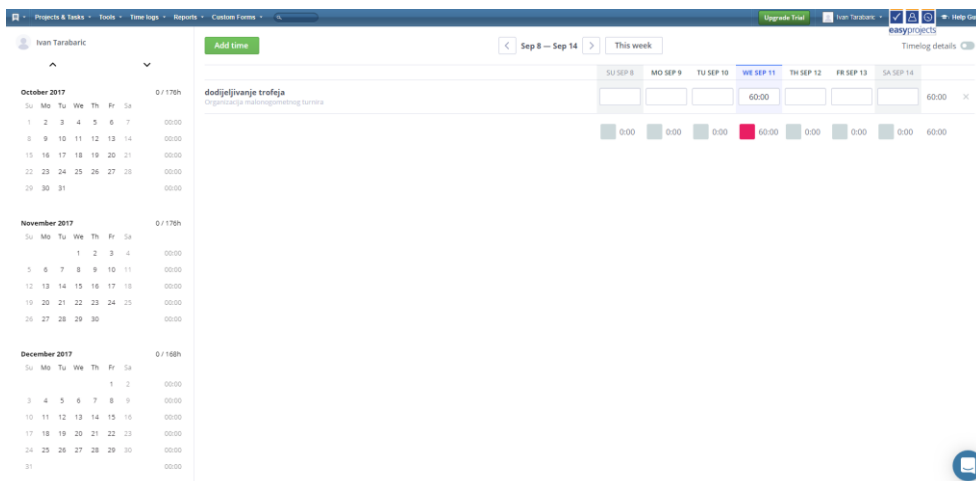 Projects & Tasks Tools Time logs Reports Custom Forms Upgrade Trial Ivan Tarabaric Help Gu
easyprojects
Ivan Tarabaric
Add time
Sep 8 — Sep 14
This week
Timelog details
SU SEP 8 MO SEP 9 TU SEP 10 WE SEP 11 TH SEP 12 FR SEP 13 SA SEP 14
dodijeljivanje trofeja
Organizacija malonogometnog turnira
60:00 60:00
0:00 0:00 0:00 60:00 0:00 0:00 0:00 60:00
October 2017 0 / 176h
Su Mo Tu We Th Fr Sa
1 2 3 4 5 6 7 00:00
8 9 10 11 12 13 14 00:00
15 16 17 18 19 20 21 00:00
22 23 24 25 26 27 28 00:00
29 30 31 00:00
November 2017 0 / 176h
Su Mo Tu We Th Fr Sa
1 2 3 4 00:00
5 6 7 8 9 10 11 00:00
12 13 14 15 16 17 18 00:00
19 20 21 22 23 24 25 00:00
26 27 28 29 30 00:00
December 2017 0 / 168h
Su Mo Tu We Th Fr Sa
1 2 00:00
3 4 5 6 7 8 9 00:00
10 11 12 13 14 15 16 00:00
17 18 19 20 21 22 23 00:00
24 25 26 27 28 29 30 00:00
31 00:00